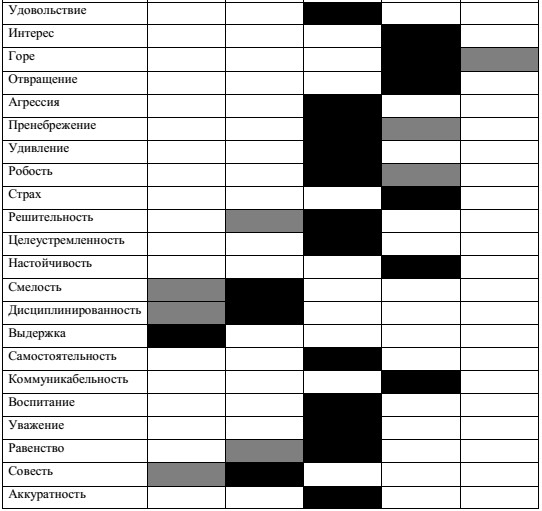 Удовольствие
Интерес
Горе
Отвращение
Агрессия
Пренебрежение
Удивление
Робость
Страх
Решительность
Целеустремленность
Настойчивость
Смелость
Дисциплинированность
Выдержка
Самостоятельность
Коммуникабельность
Воспитание
Уважение
Равенство
Совесть
Аккуратность